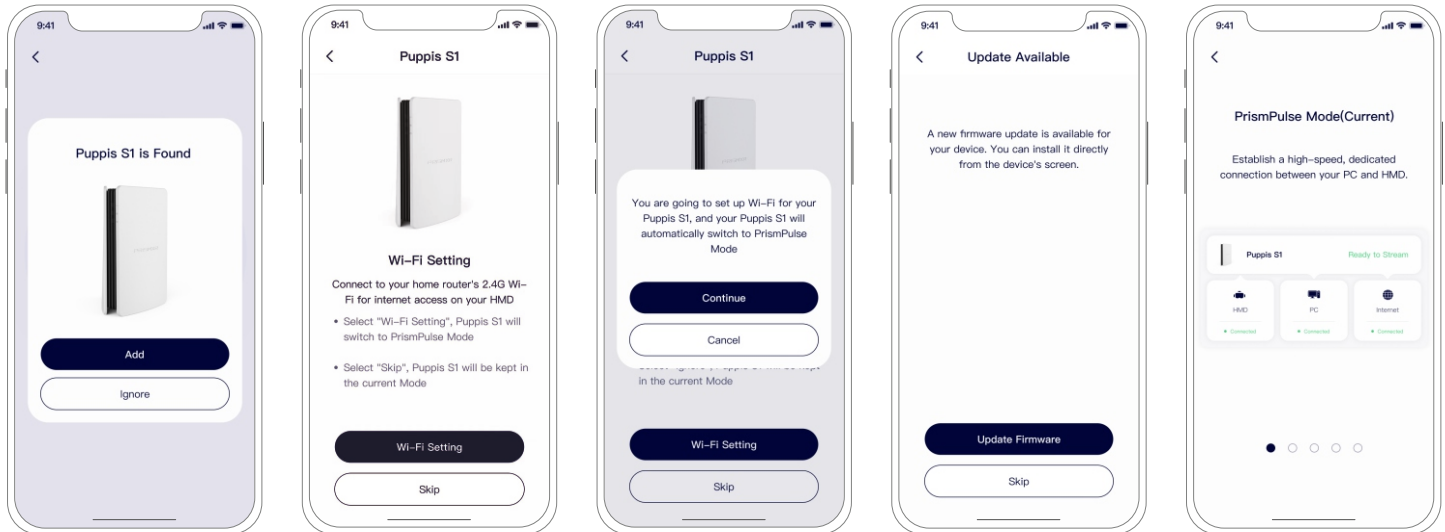 9:41
Puppis S1 is Found
Add
Ignore
9:41
Puppis S1
Wi-Fi Setting
Connect to your home router's 2.4G Wi-
Fi for internet access on your HMD
• Select "Wi-Fi Setting", Puppis S1 will
switch to PrismPulse Mode
• Select "Skip", Puppis S1 will be kept in
the current Mode
Wi-Fi Setting
Skip
9:41
Puppis S1
You are going to set up Wi-Fi for your
Puppis S1, and your Puppis S1 will
automatically switch to PrismPulse
Mode
Continue
Cancel
in the current Mode
Wi-Fi Setting
Skip
9:41
Update Available
A new firmware update is available for
your device. You can install it directly
from the device's screen.
Update Firmware
Skip
9:41
PrismPulse Mode(Current)
Establish a high-speed, dedicated
connection between your PC and HMD.
Puppis S1 Ready to Stream
HMD PC Internet
• Connected • Connected • Connected